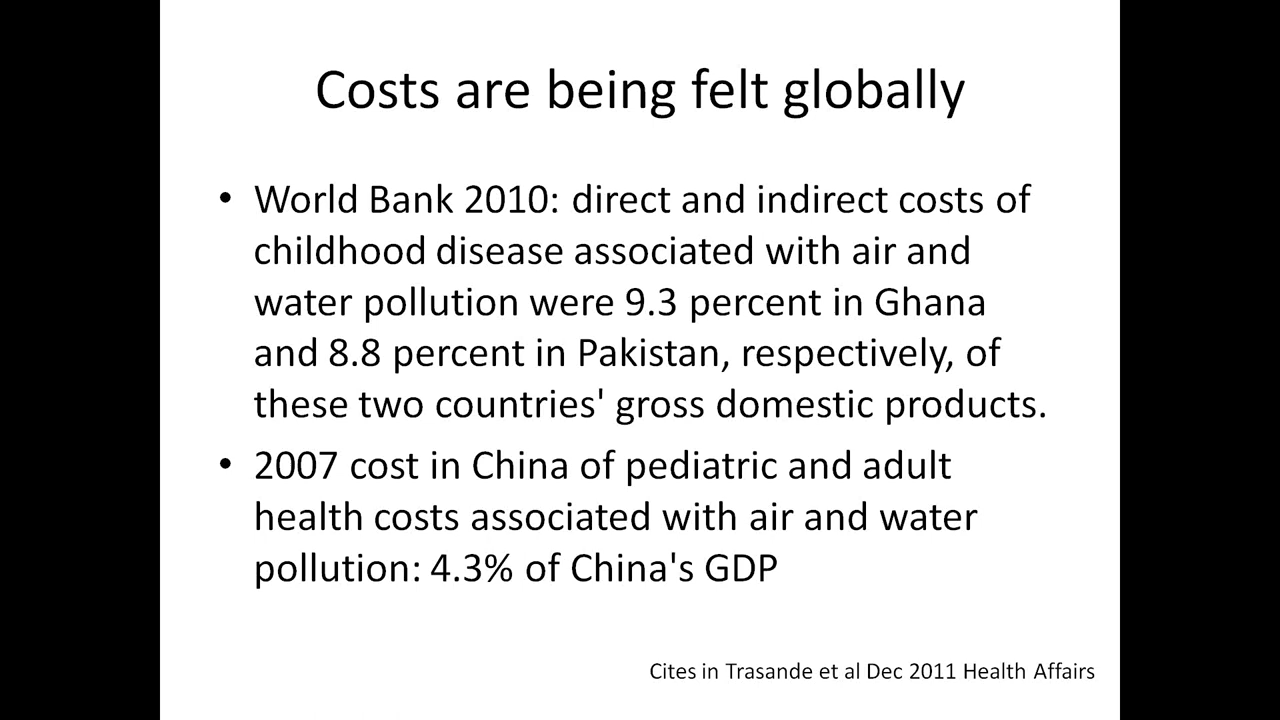 Costs are being felt globally
• World Bank 2010: direct and indirect costs of
childhood disease associated with air and
water pollution were 9.3 percent in Ghana
and 8.8 percent in Pakistan, respectively, of
these two countries' gross domestic products.
• 2007 cost in China of pediatric and adult
health costs associated with air and water
pollution: 4.3% of China's GDP
Cites in Trasande et al Dec 2011 Health Affairs